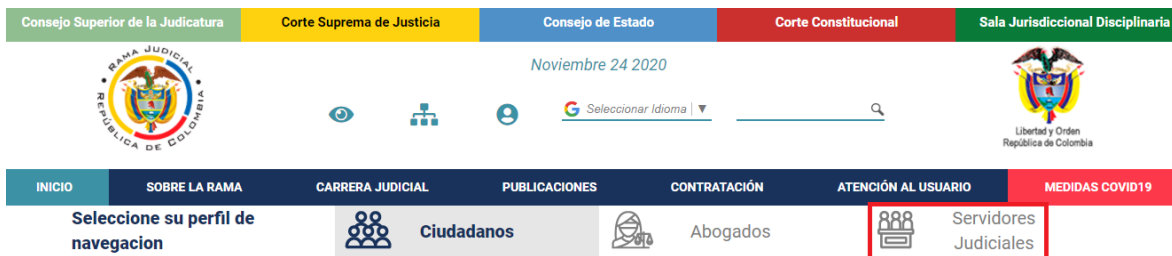 Consejo Superior de la Judicatura
Corte Suprema de Justicia
Consejo de Estado
Corte Constitucional
Sala Jurisdiccional Disciplinaria
RAMA JUDICIAL
REPÚBLICA DE COLOMBIA
Noviembre 24 2020
G Seleccionar Idioma ▼
Libertad y Orden
República de Colombia
INICIO
SOBRE LA RAMA
CARRERA JUDICIAL
PUBLICACIONES
CONTRATACIÓN
ATENCIÓN AL USUARIO
MEDIDAS COVID19
Seleccione su perfil de
navegacion
Ciudadanos
Abogados
Servidores
Judiciales